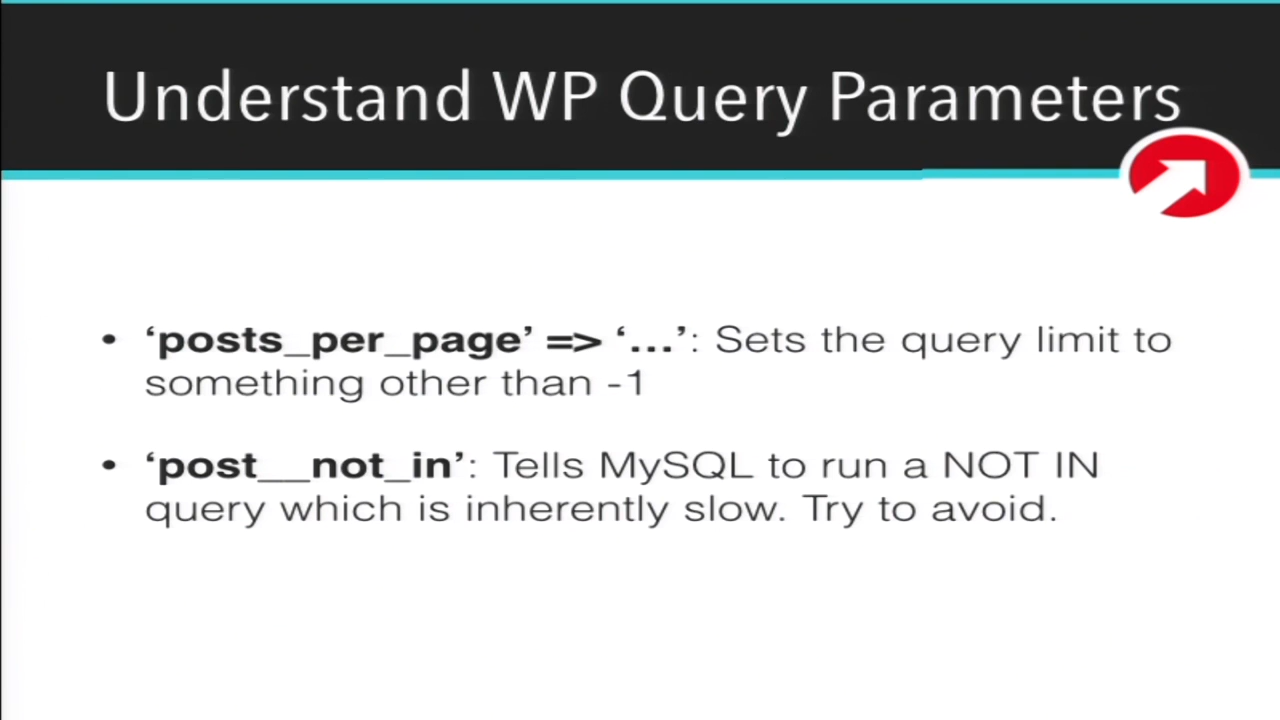 Understand WP Query Parameters
• ‘posts_per_page’ => ‘...’: Sets the query limit to
something other than -1
• ‘post__not_in’: Tells MySQL to run a NOT IN
query which is inherently slow. Try to avoid.